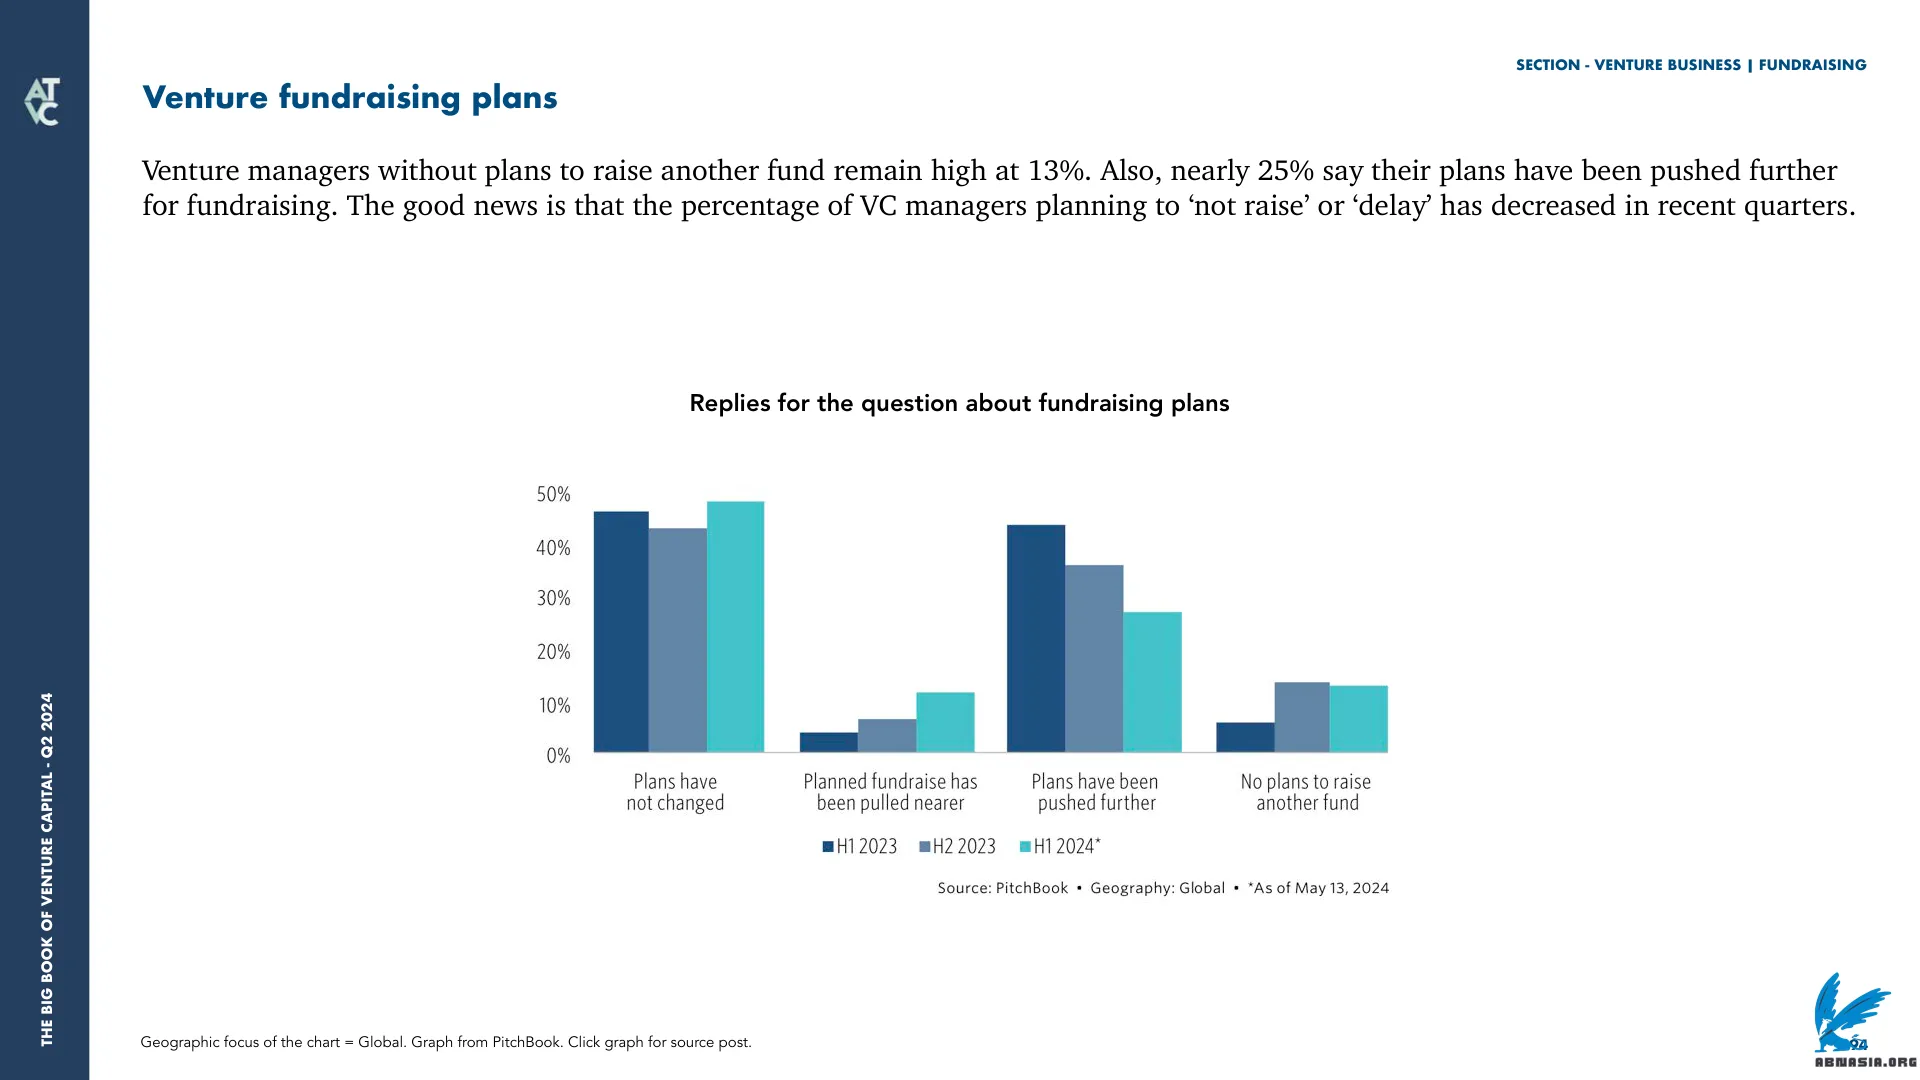 AT
VC
SECTION - VENTURE BUSINESS | FUNDRAISING
Venture fundraising plans
Venture managers without plans to raise another fund remain high at 13%. Also, nearly 25% say their plans have been pushed further
for fundraising. The good news is that the percentage of VC managers planning to ‘not raise’ or ‘delay’ has decreased in recent quarters.
Replies for the question about fundraising plans
50%
40%
30%
20%
10%
0%
Plans have
not changed
Planned fundraise has
been pulled nearer
Plans have been
pushed further
No plans to raise
another fund
H1 2023 H2 2023 H1 2024*
Source: PitchBook • Geography: Global • *As of May 13, 2024
THE BIG BOOK OF VENTURE CAPITAL - Q2 2024
Geographic focus of the chart = Global. Graph from PitchBook. Click graph for source post.
94
ABNASIA.ORG